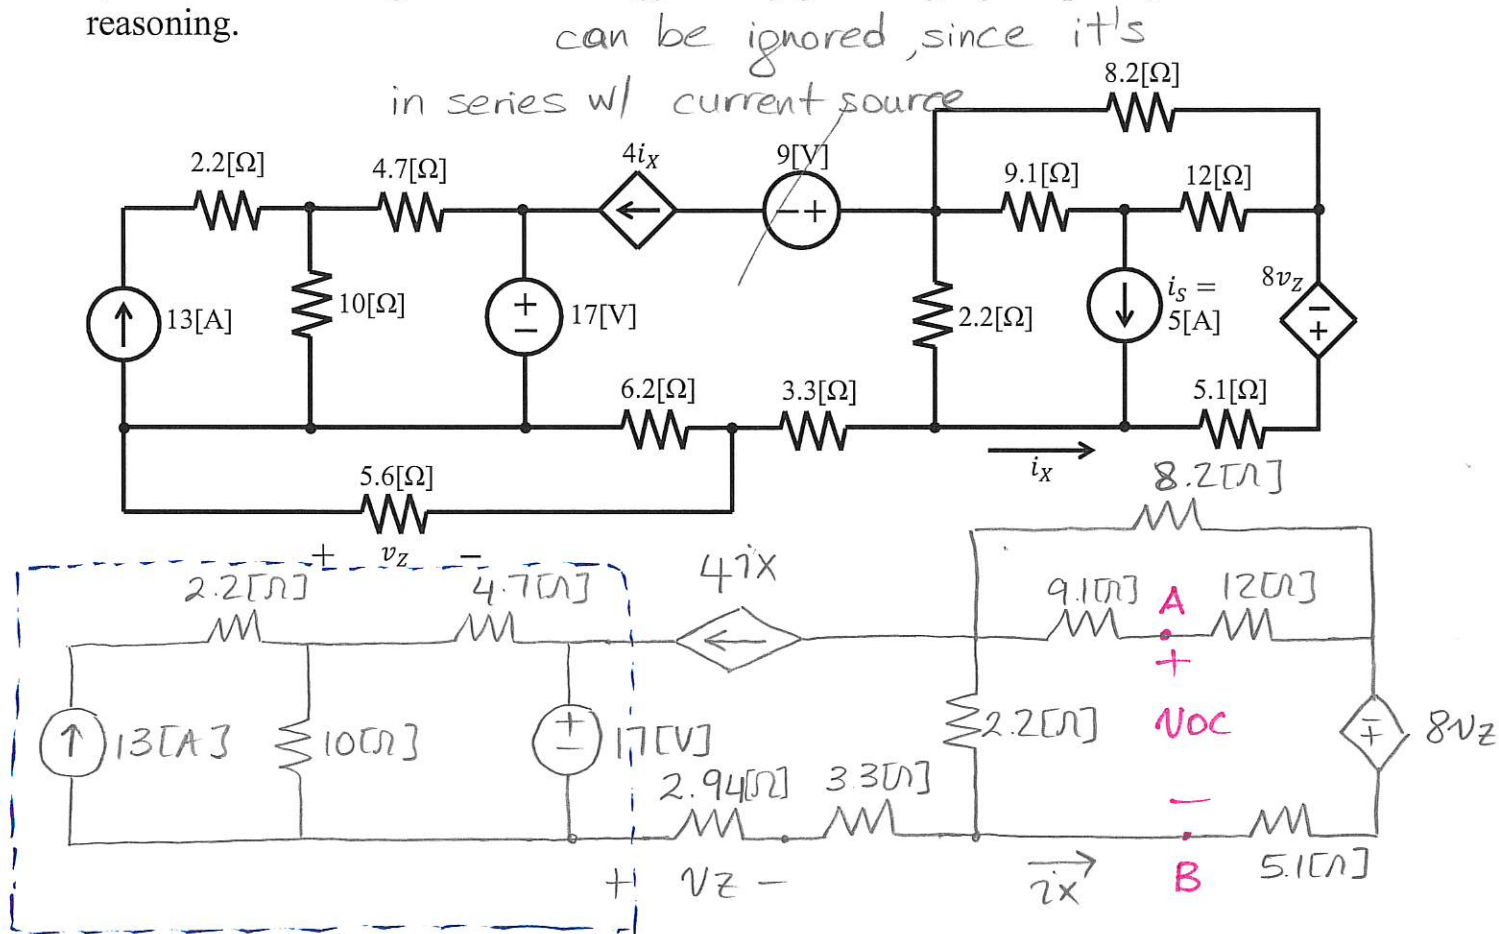 reasoning.
can be ignored, since it's
in series w/ current source
8.2[Ω]
2.2[Ω]
4.7[Ω]
4iX
9[V]
9.1[Ω]
12[Ω]
- +
13[A]
10[Ω]
+
-
17[V]
2.2[Ω]
iS =
5[A]
8vZ
-
+
6.2[Ω]
3.3[Ω]
5.1[Ω]
5.6[Ω]
iX
+ vZ -
8.2[Ω]
2.2[Ω]
4.7[Ω]
4ix
9.1[Ω]
A
12[Ω]
+
13[A]
10[Ω]
+
-
17[V]
2.2[Ω]
VOC
-
+
8Vz
2.94[Ω]
3.3[Ω]
-
+ Vz -
ix
B
5.1[Ω]